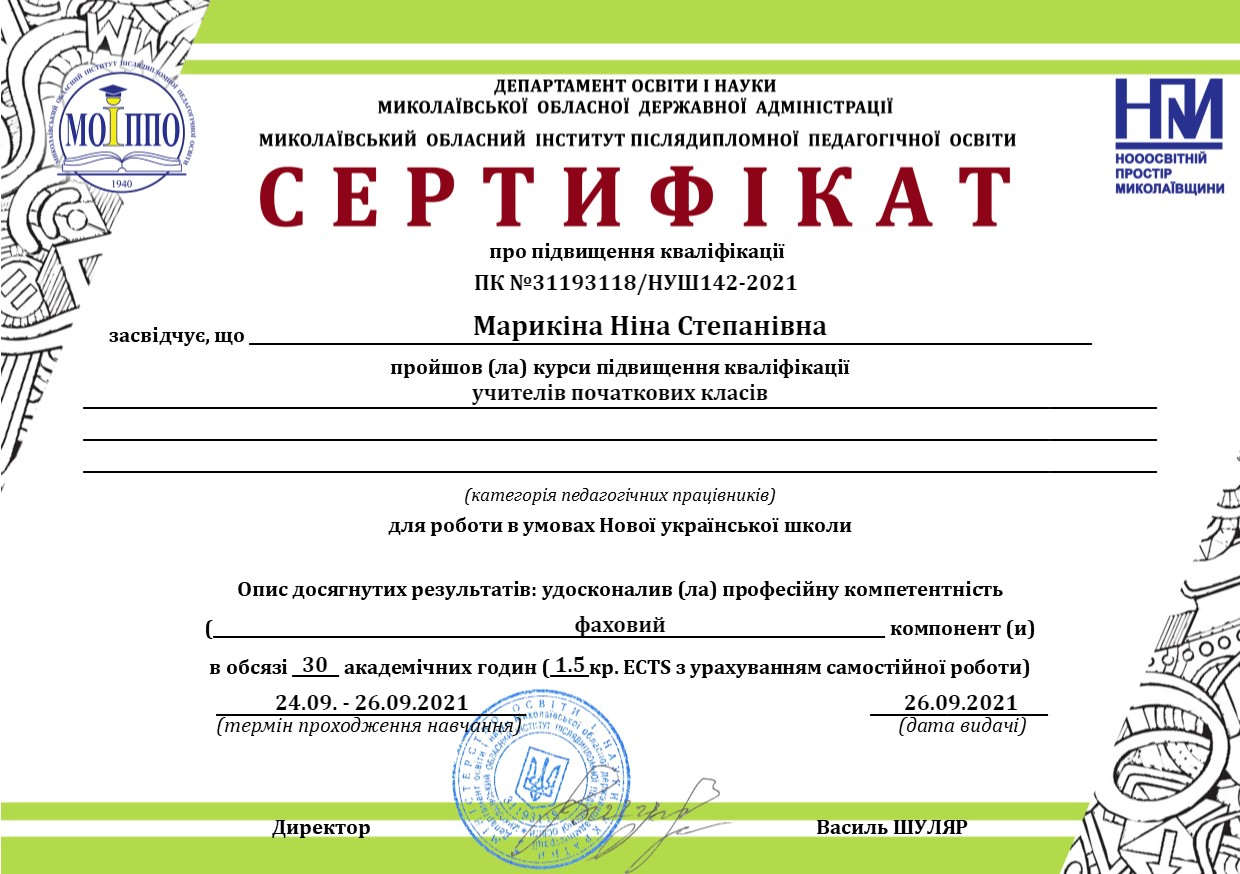 ДЕПАРТАМЕНТ ОСВІТИ І НАУКИ
МИКОЛАЇВСЬКОЇ ОБЛАСНОЇ ДЕРЖАВНОЇ АДМІНІСТРАЦІЇ
МИКОЛАЇВСЬКИЙ ОБЛАСНИЙ ІНСТИТУТ ПІСЛЯДИПЛОМНОЇ ПЕДАГОГІЧНОЇ ОСВІТИ
МИКОЛАЇВСЬКИЙ ОБЛАСНИЙ ІНСТИТУТ ПІСЛЯДИПЛОМНОЇ ПЕДАГОГІЧНОЇ ОСВІТИ
МОІППО
1940
НПМ
НОООСВІТНІЙ
ПРОСТІР
МИКОЛАЇВЩИНИ
СЕРТИФІКАТ
про підвищення кваліфікації
ПК №31193118/НУШ142-2021
засвідчує, що Марикіна Ніна Степанівна
пройшов (ла) курси підвищення кваліфікації
учителів початкових класів
(категорія педагогічних працівників)
для роботи в умовах Нової української школи
Опис досягнутих результатів: удосконалив (ла) професійну компетентність
( фаховий компонент (и)
в обсязі 30 академічних годин ( 1.5 кр. ECTS з урахуванням самостійної роботи)
24.09. - 26.09.2021 26.09.2021
(термін проходження навчання) (дата видачі)
МІНІСТЕРСТВО ОСВІТИ І НАУКИ УКРАЇНИ
Директор Василь ШУЛЯР